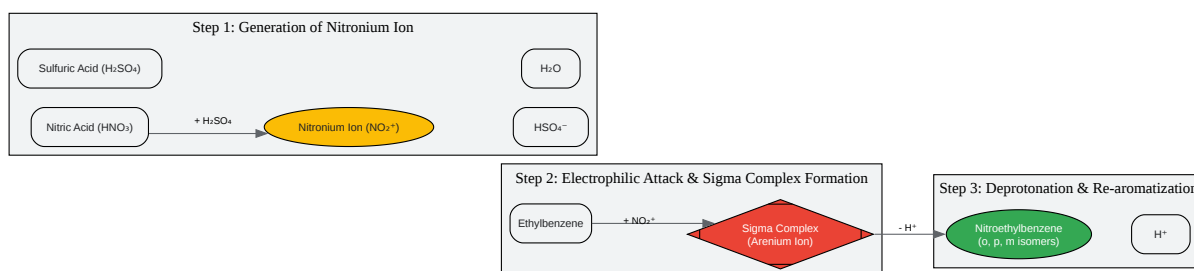 Step 1: Generation of Nitronium Ion
Sulfuric Acid (H₂SO₄)
H₂O
Nitric Acid (HNO₃)
+ H₂SO₄
Nitronium Ion (NO₂⁺)
HSO₄⁻
Step 2: Electrophilic Attack & Sigma Complex Formation
Ethylbenzene
+ NO₂⁺
Sigma Complex
(Arenium Ion)
- H⁺
Step 3: Deprotonation & Re-aromatization
Nitroethylbenzene
(o, p, m isomers)
H⁺